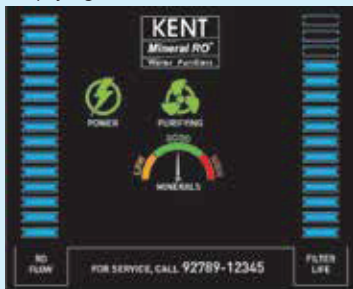 KENT
Mineral RO™
Water Purifiers
POWER
PURIFYING
LOW
GOOD
HIGH
MINERALS
RO
FLOW
FOR SERVICE, CALL 92789-12345
FILTER
LIFE